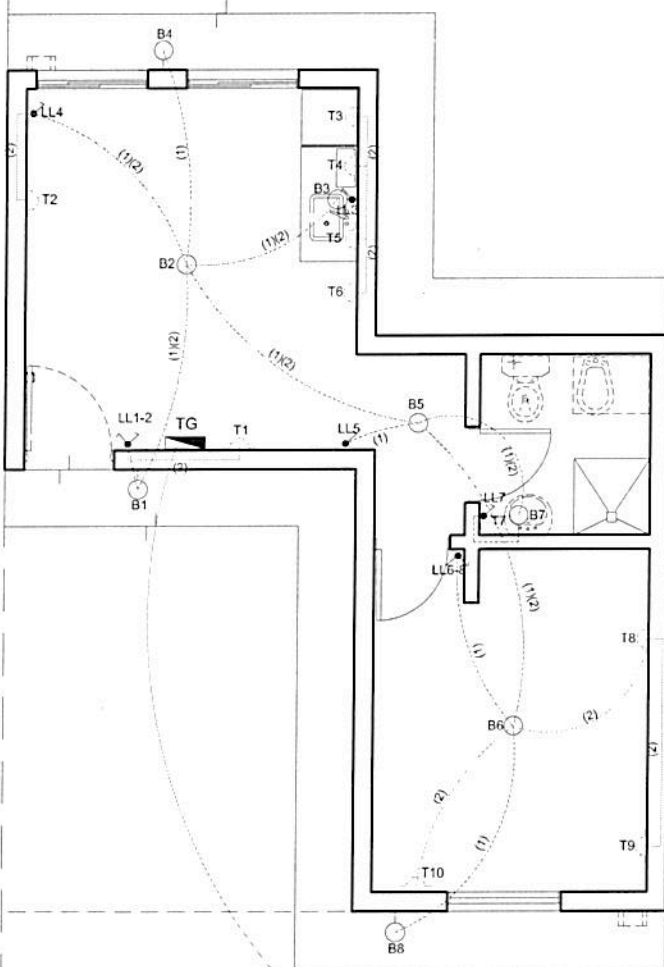 B4
LL4
T3
(2)
(1)(2)
(1)
T4
(2)
T2
B3
T5
(1)(2)
(2)
B2
T6
(1)(2)
(1)(2)
B5
LL1-2
TG
T1
LL5
(1)
(1)(2)
B1
LL7
T7
B7
LL6-8
(1)(2)
(1)
T8
(2)
B6
(2)
(2)
(1)
T10
T9
B8